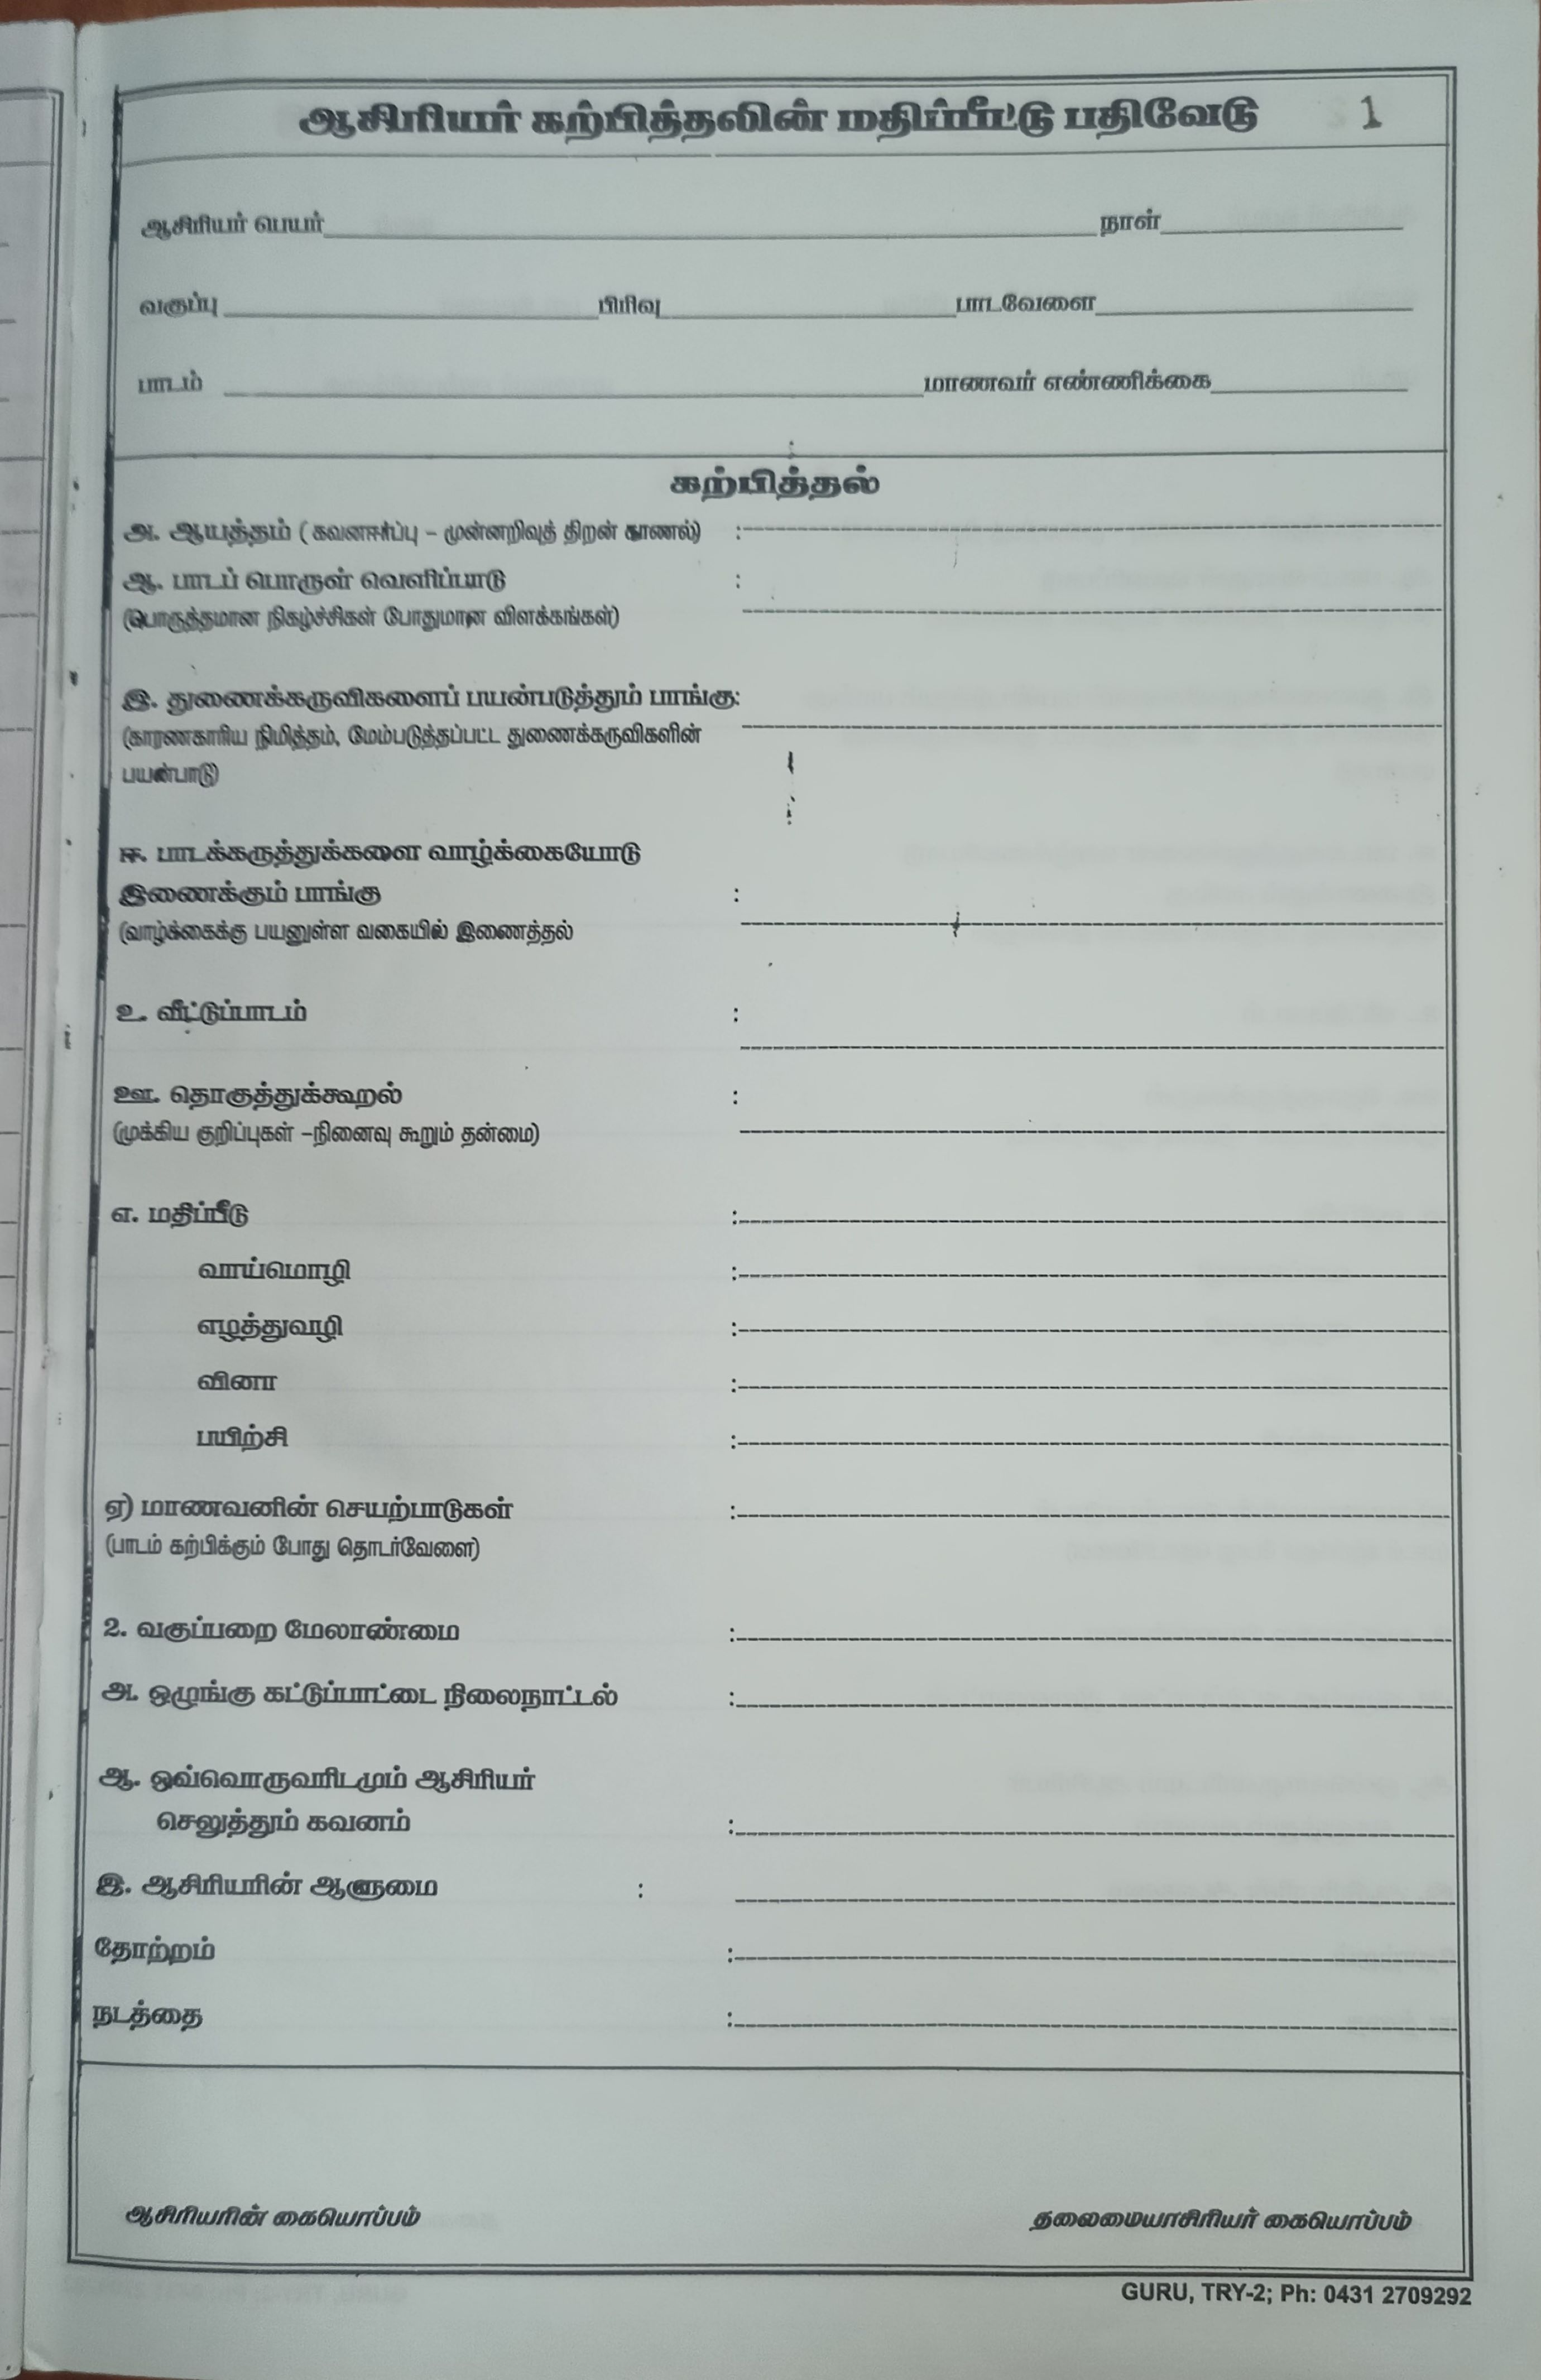 ஆசிரியர் கற்பித்தலின் மதிப்பீட்டு பதிவேடு 1
ஆசிரியர் பெயர் நாள்
வகுப்பு பிரிவு பாடவேளை
பாடம் மாணவர் எண்ணிக்கை
கற்பித்தல்
அ. ஆயத்தம் ( கவனஈர்ப்பு – முன்னறிவுத் திறன் காணல்) :
ஆ. பாடப் பொருள் வெளிப்பாடு :
(பொருத்தமான நிகழ்ச்சிகள் போதுமான விளக்கங்கள்)
இ. துணைக்கருவிகளைப் பயன்படுத்தும் பாங்கு:
(காரணகாரிய நிமித்தம், மேம்படுத்தப்பட்ட துணைக்கருவிகளின்
பயன்பாடு)
ஈ. பாடக்கருத்துக்களை வாழ்க்கையோடு
இணைக்கும் பாங்கு :
(வாழ்க்கைக்கு பயனுள்ள வகையில் இணைத்தல்
உ. வீட்டுப்பாடம் :
ஊ. தொகுத்துக்கூறல் :
(முக்கிய குறிப்புகள் –நினைவு கூறும் தன்மை)
எ. மதிப்பீடு :
வாய்மொழி :
எழத்துவழி :
வினா :
பயிற்சி :
ஏ) மாணவனின் செயற்பாடுகள் :
(பாடம் கற்பிக்கும் போது தொடர்வேளை)
2. வகுப்பறை மேலாண்மை :
அ. ஒழுங்கு கட்டுப்பாட்டை நிலைநாட்டல் :
ஆ. ஒவ்வொருவரிடமும் ஆசிரியர்
செலுத்தும் கவனம் :
இ. ஆசிரியரின் ஆளுமை :
தோற்றம் :
நடத்தை :
ஆசிரியரின் கையொப்பம் தலைமையாசிரியர் கையொப்பம்
GURU, TRY-2; Ph: 0431 2709292